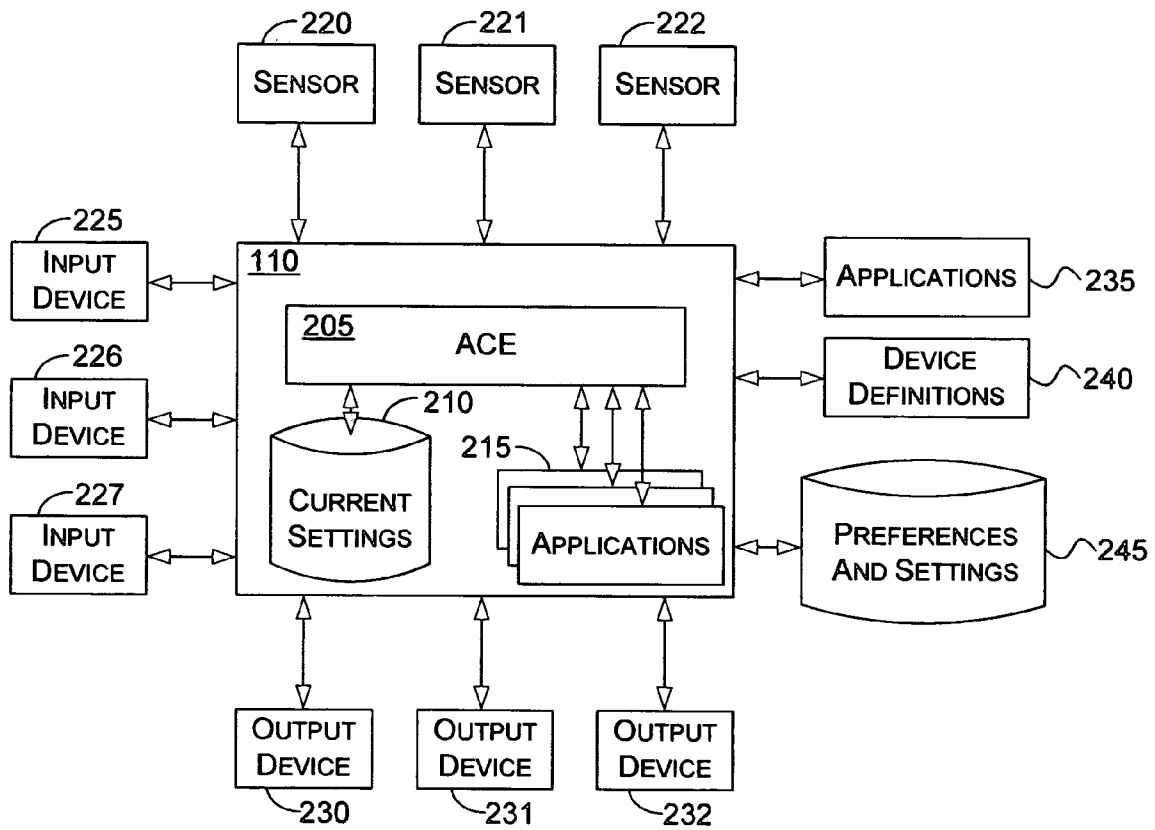 220
221
222
SENSOR
SENSOR
SENSOR
225
INPUT
DEVICE
110
APPLICATIONS
235
205
ACE
226
INPUT
DEVICE
DEVICE
DEFINITIONS
240
210
215
227
INPUT
DEVICE
CURRENT
SETTINGS
APPLICATIONS
PREFERENCES
AND SETTINGS
245
OUTPUT
DEVICE
OUTPUT
DEVICE
OUTPUT
DEVICE
230
231
232